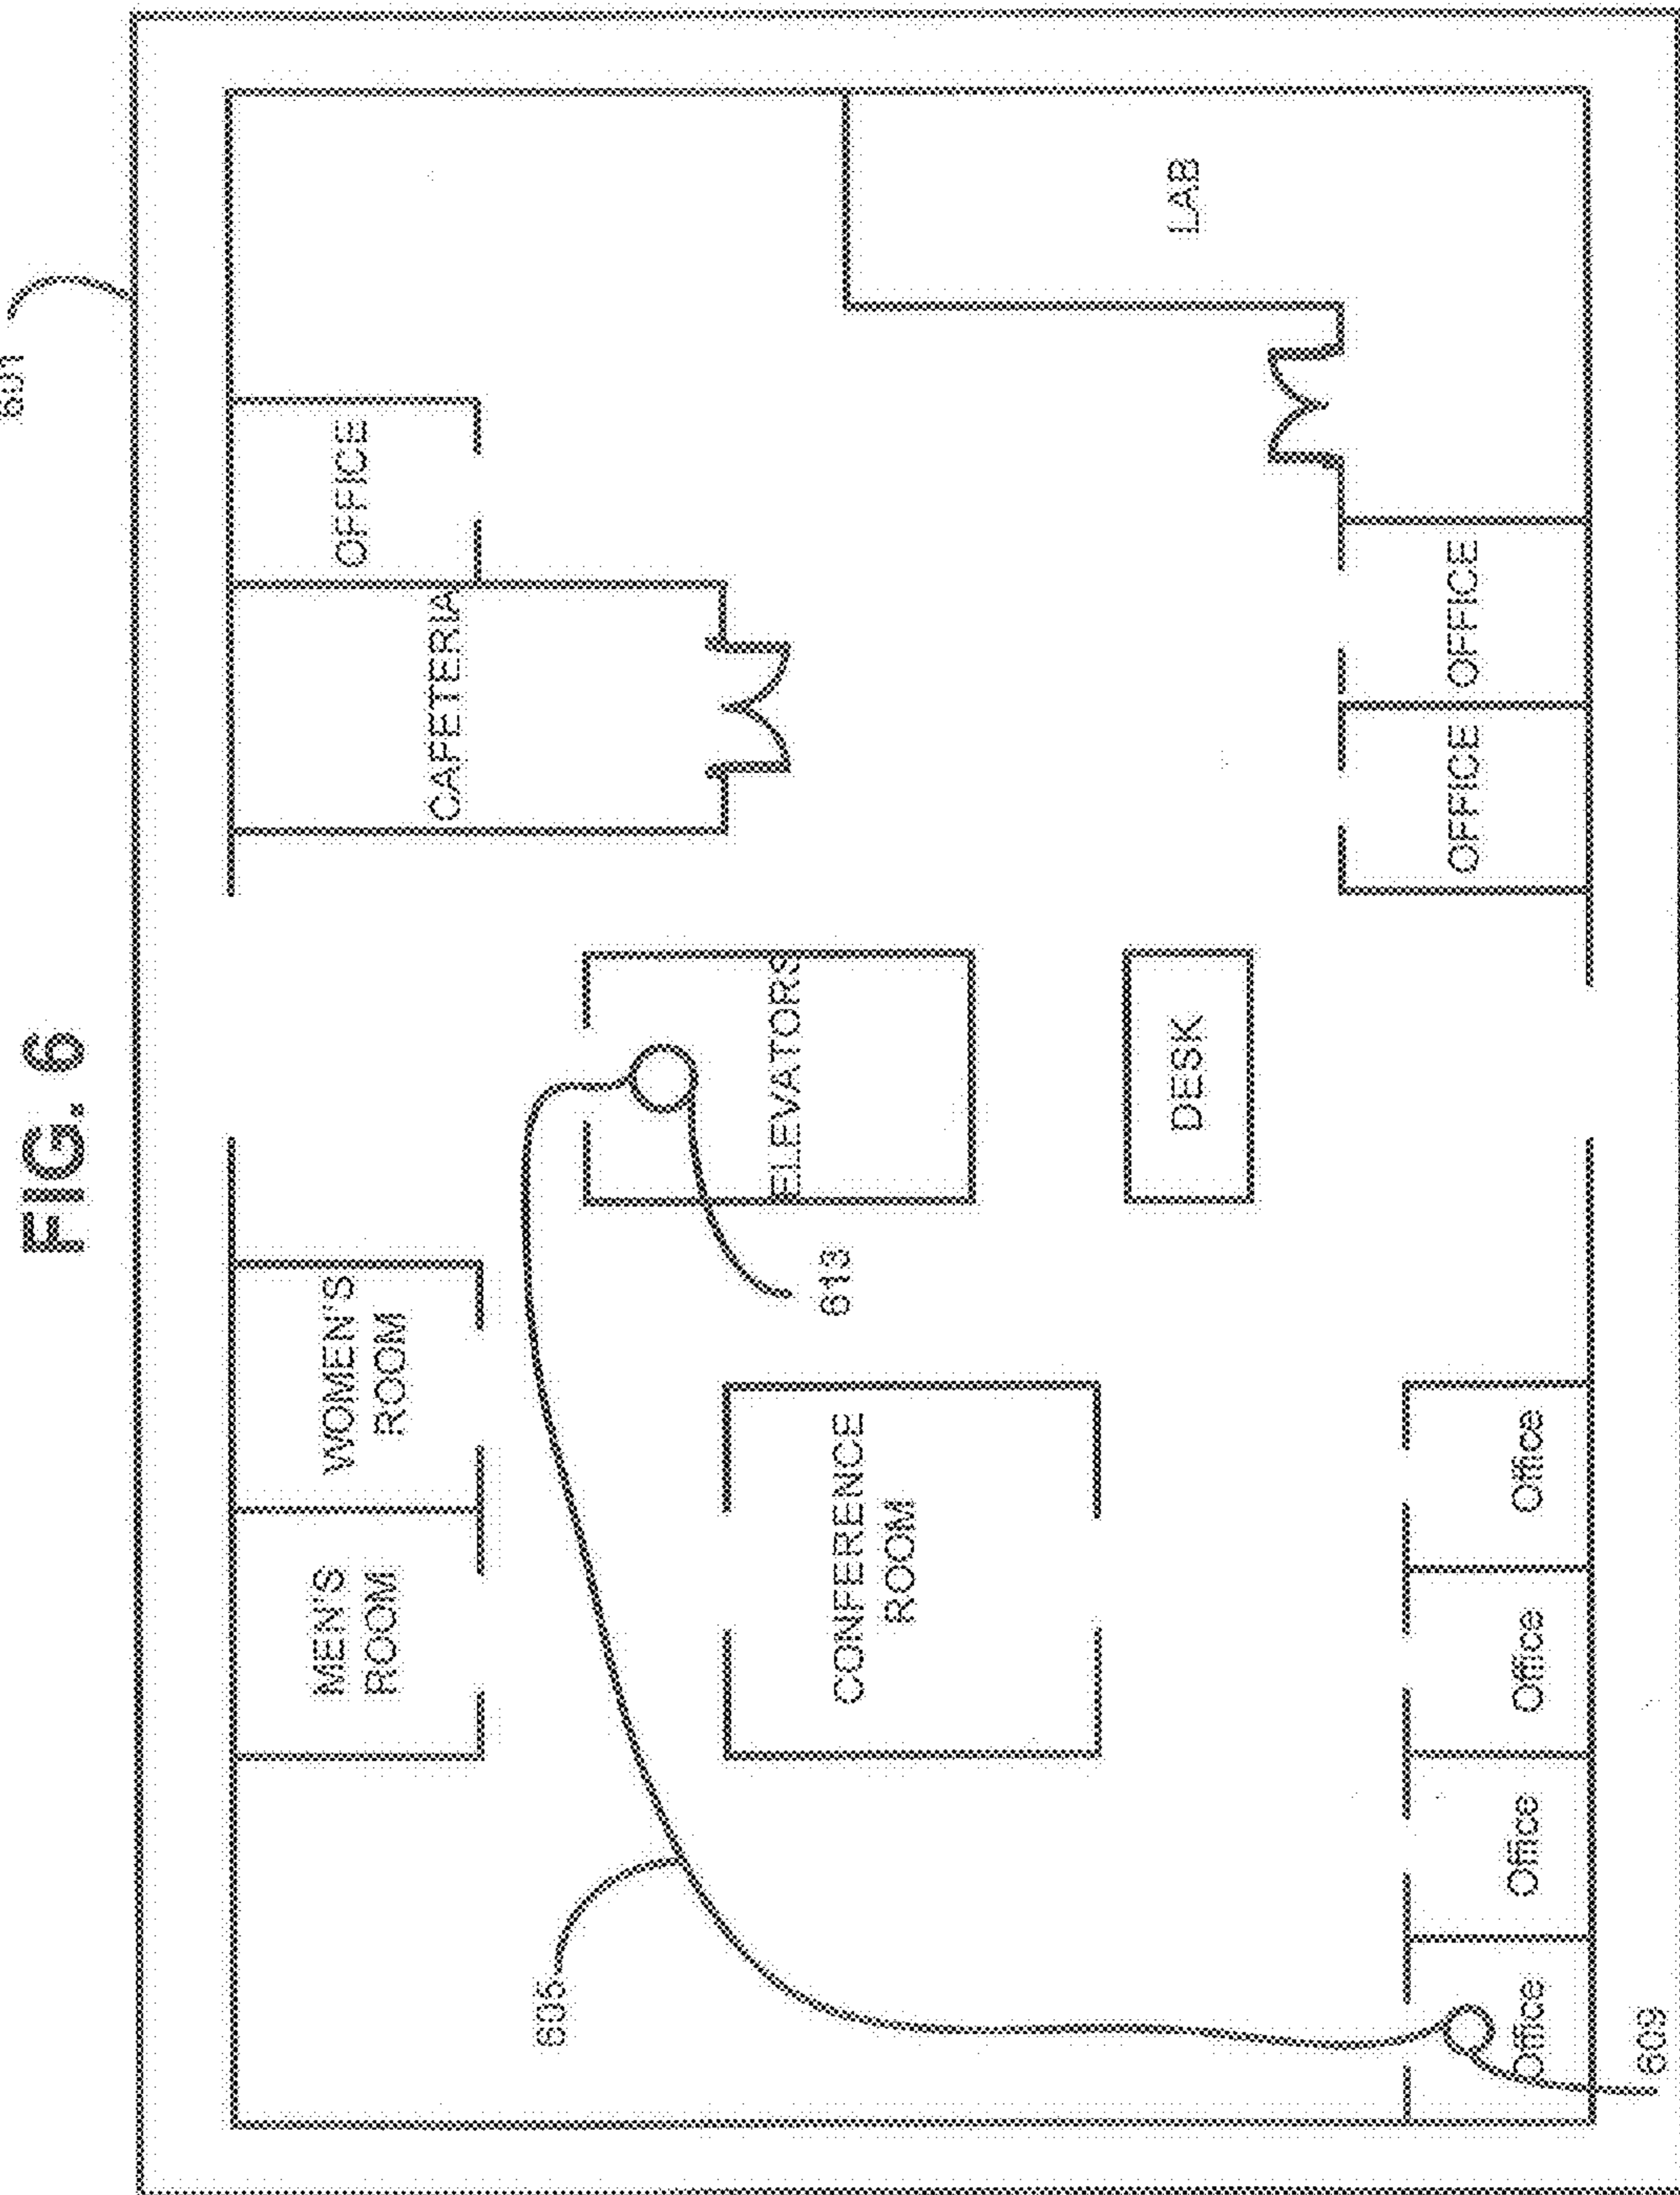 FIG. 6
601
MEN'S
ROOM
WOMEN'S
ROOM
OFFICE
CAFETERIA
605
ELEVATORS
613
CONFERENCE
ROOM
DESK
LAB
OFFICE
OFFICE
Office
Office
Office
Office
609